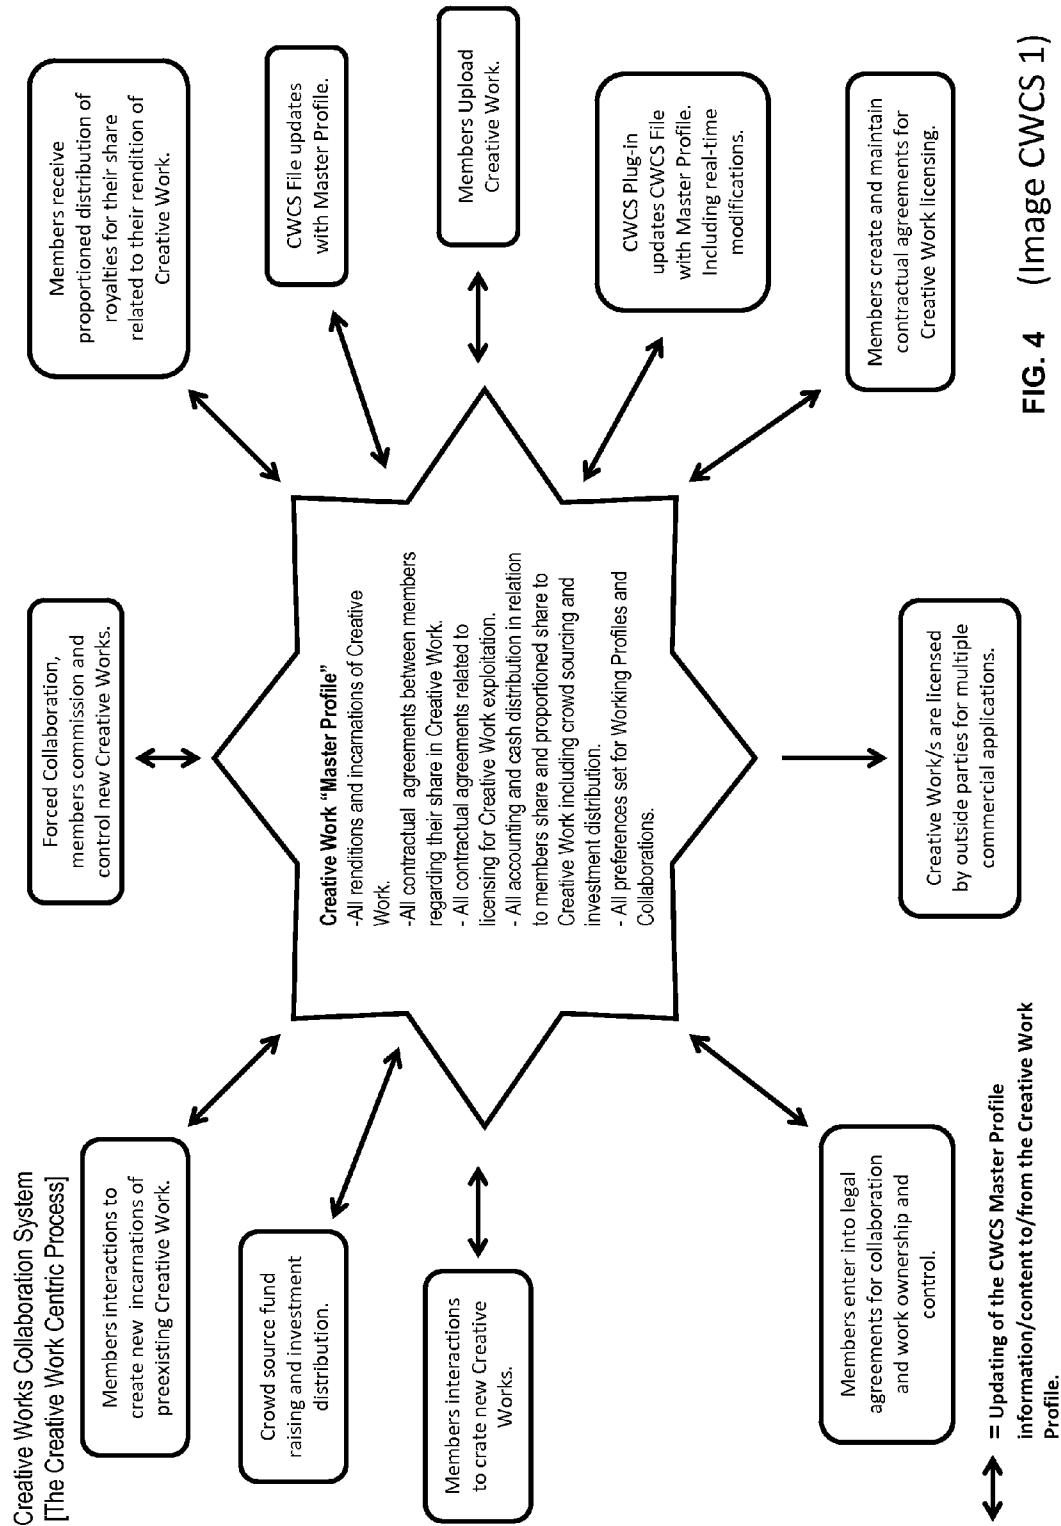 Creative Works Collaboration System
[The Creative Work Centric Process]
Members interactions to
create new incarnations of
preexisting Creative Work.
Forced Collaboration,
members commission and
control new Creative Works.
Members receive
proportioned distribution of
royalties for their share
related to their rendition of
Creative Work.
Crowd source fund
raising and investment
distribution.
CWCS File updates
with Master Profile.
Members interactions
to crate new Creative
Works.
Creative Work “Master Profile”
-All renditions and incarnations of Creative
Work.
-All contractual agreements between members
regarding their share in Creative Work.
- All contractual agreements related to
licensing for Creative Work exploitation.
- All accounting and cash distribution in relation
to members share and proportioned share to
Creative Work including crowd sourcing and
investment distribution.
- All preferences set for Working Profiles and
Collaborations.
Members Upload
Creative Work.
CWCS Plug-in
updates CWCS File
with Master Profile.
Including real-time
modifications.
Members enter into legal
agreements for collaboration
and work ownership and
control.
Creative Work/s are licensed
by outside parties for multiple
commercial applications.
Members create and maintain
contractual agreements for
Creative Work licensing.
= Updating of the CWCS Master Profile
information/content to/from the Creative Work
Profile.
FIG. 4 (Image CWCS 1)